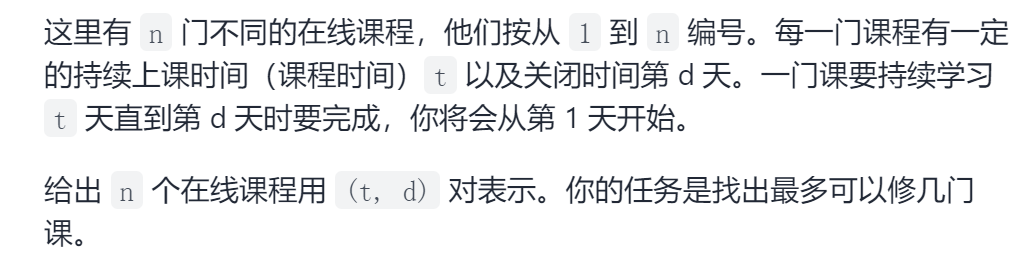 这里有 n 门不同的在线课程，他们按从 1 到 n 编号。每一门课程有一定
的持续上课时间（课程时间） t 以及关闭时间第 d 天。一门课要持续学习
t 天直到第 d 天时要完成，你将会从第 1 天开始。
给出 n 个在线课程用 (t, d) 对表示。你的任务是找出最多可以修几门
课。